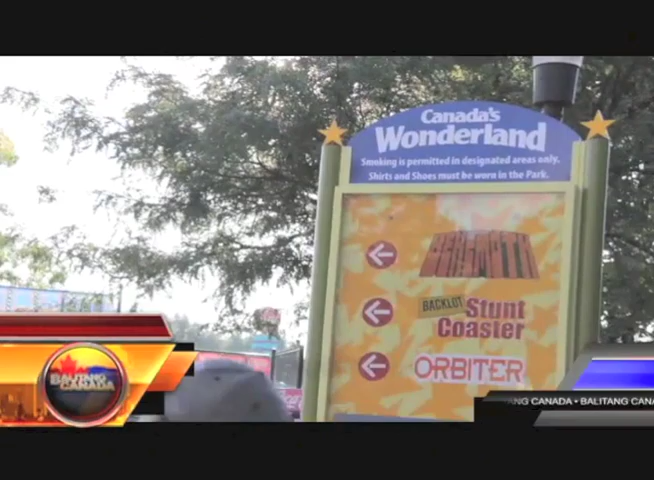 Canada's
Wonderland
Smoking is permitted in designated areas only.
Shirts and Shoes must be worn in the Park.
BEHEMOTH
BACKLOT Stunt
Coaster
ORBITER
BALITANG
CANADA
ANG CANADA • BALITANG CANA